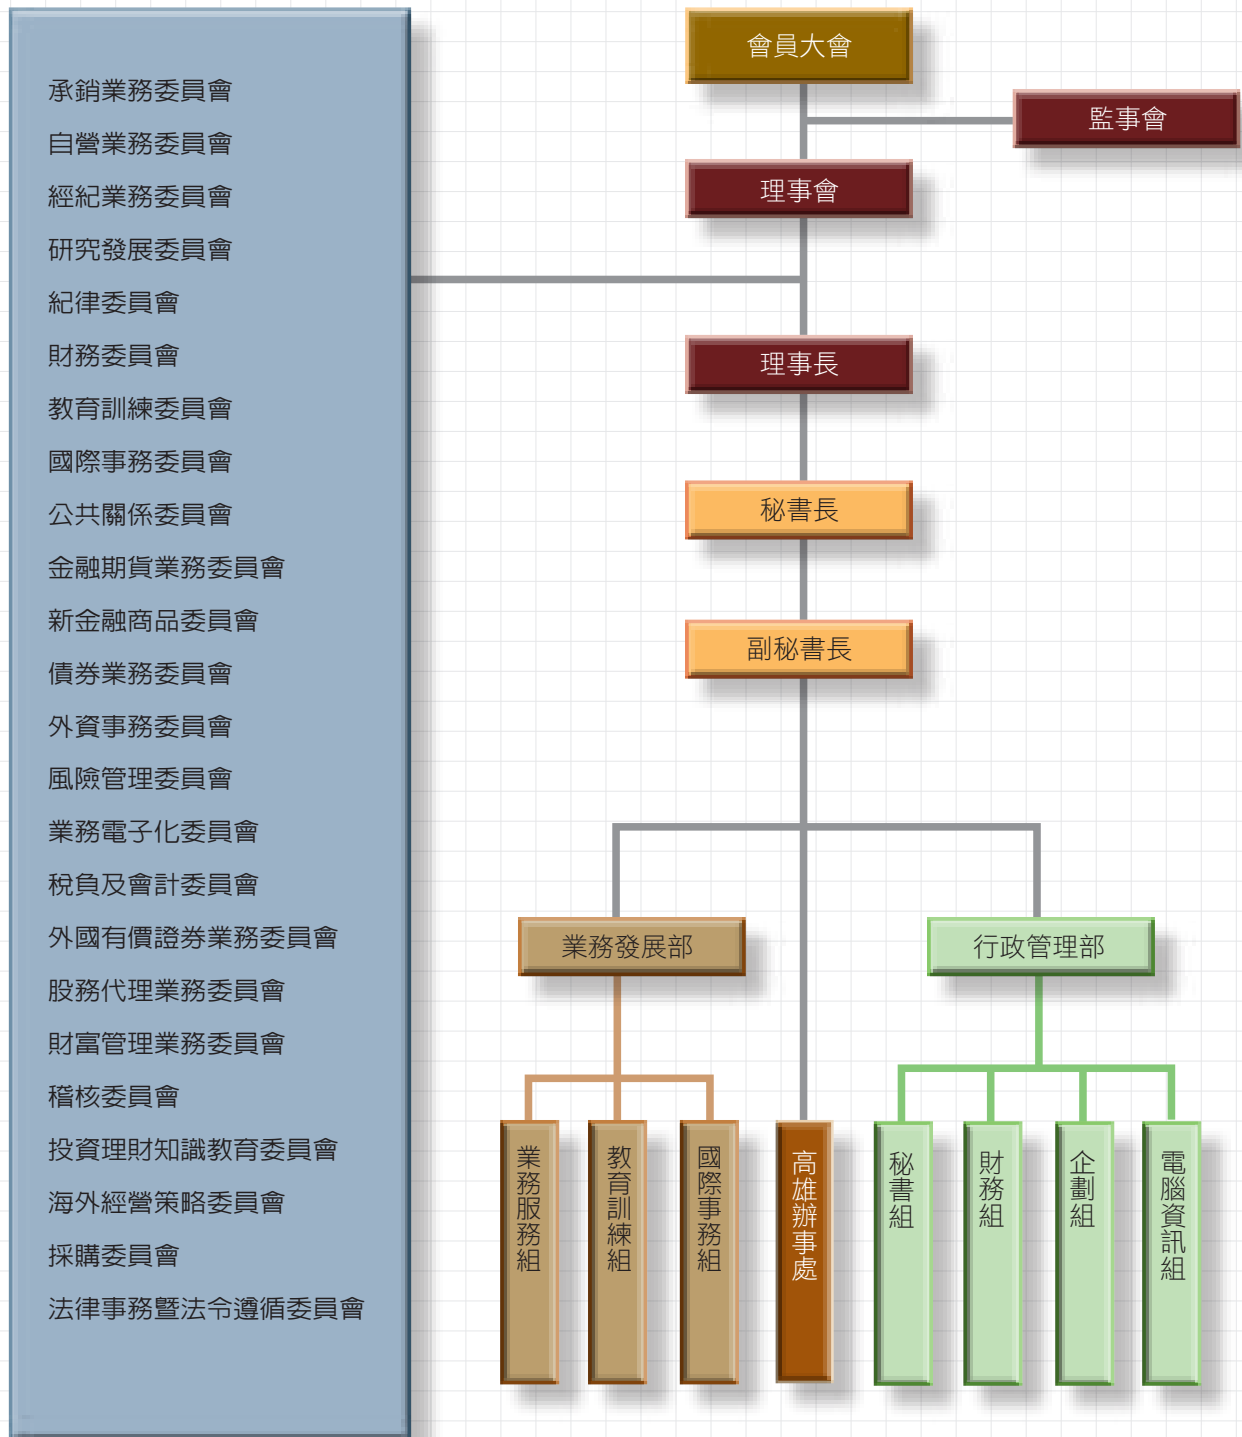 承銷業務委員會
自營業務委員會
經紀業務委員會
研究發展委員會
紀律委員會
財務委員會
教育訓練委員會
國際事務委員會
公共關係委員會
金融期貨業務委員會
新金融商品委員會
債券業務委員會
外資事務委員會
風險管理委員會
業務電子化委員會
稅負及會計委員會
外國有價證券業務委員會
股務代理業務委員會
財富管理業務委員會
稽核委員會
投資理財知識教育委員會
海外經營策略委員會
採購委員會
法律事務暨法令遵循委員會
會員大會
監事會
理事會
理事長
秘書長
副秘書長
業務發展部
行政管理部
業務服務組
教育訓練組
國際事務組
高雄辦事處
秘書組
財務組
企劃組
電腦資訊組